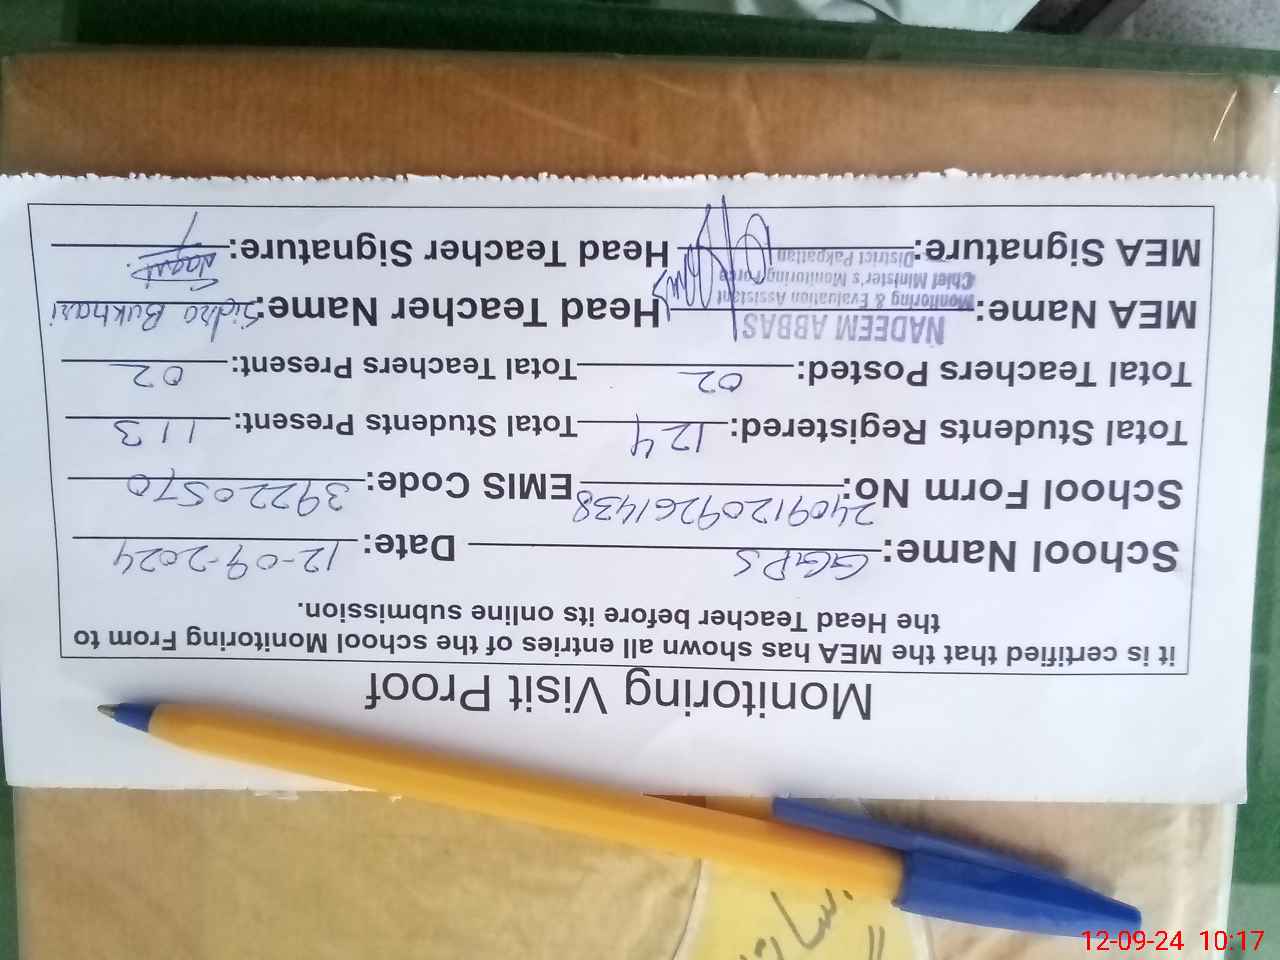 Monitoring Visit Proof
it is certified that the MEA has shown all entries of the school Monitoring From to
the Head Teacher before its online submission.
School Name: GGPS Date: 12-09-2024
School Form NO: 24091209261438 EMIS Code: 39220570
Total Students Registered: 124 Total Students Present: 113
Total Teachers Posted: 02 Total Teachers Present: 02
MEA Name: NADEEM ABBAS Head Teacher Name: Sidra Bukhari
Monitoring & Evaluation Assistant
Chief Minister's Monitoring Force
District Pakpattan
MEA Signature: Head Teacher Signature:
12-09-24 10:17